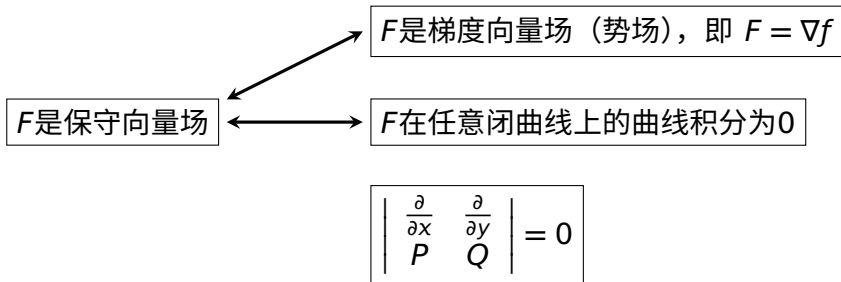 F是梯度向量场（势场），即 F = ∇f
F是保守向量场
F在任意闭曲线上的曲线积分为0
| ∂/∂x ∂/∂y |
| P Q | = 0